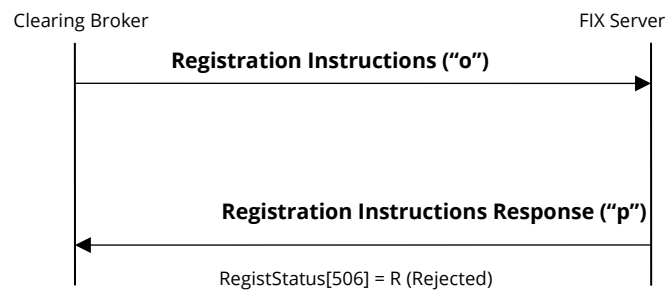 Clearing Broker
FIX Server
Registration Instructions (“o”)
Registration Instructions Response (“p”)
RegistStatus[506] = R (Rejected)